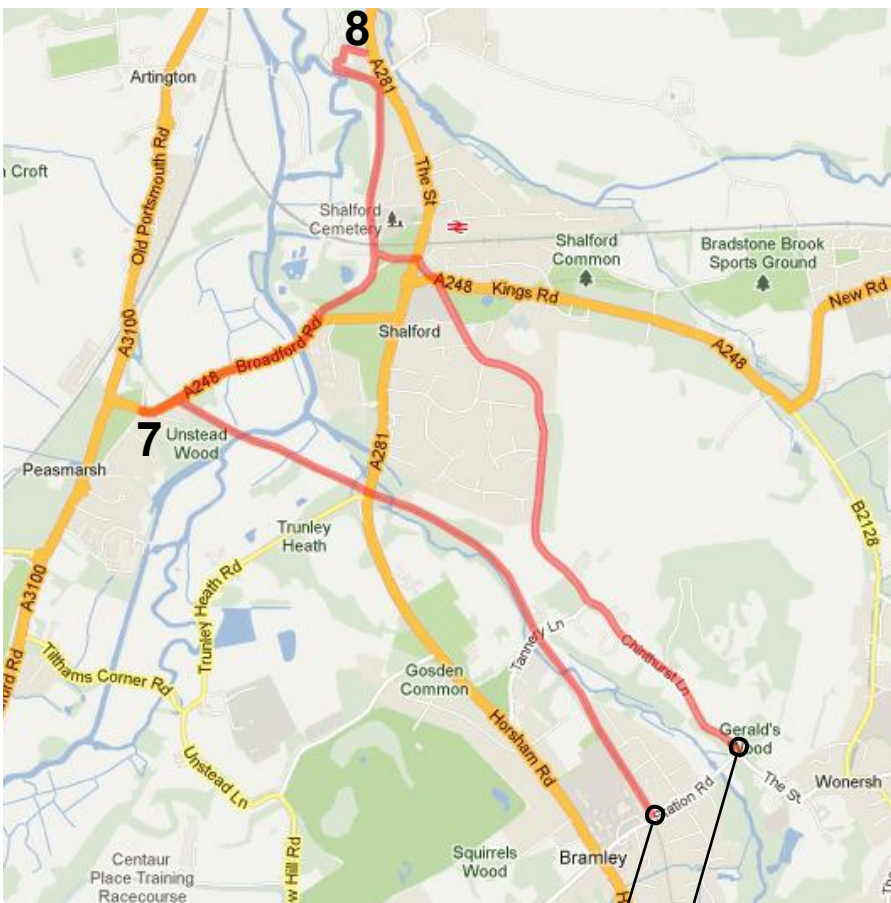 8
Artington
A281
Old Portsmouth Rd
The St
Croft
Shalford
Cemetery
Shalford
Common
Bradstone Brook
Sports Ground
A248
Kings Rd
New Rd
A3100
Broadford Rd
Shalford
A248
A248
7
Unstead
Wood
A281
Peasmarsh
B2128
Trunley
Heath
A3100
Trunley Heath Rd
Tannery Ln
Chinthurst Ln
Tilthams Corner Rd
Gosden
Common
Horsham Rd
Gerald's
Wood
Unstead Ln
Station Rd
The St
Wonersh
Squirrels
Wood
Bramley
Centaur
Place Training
Racecourse
w Hill Rd
H